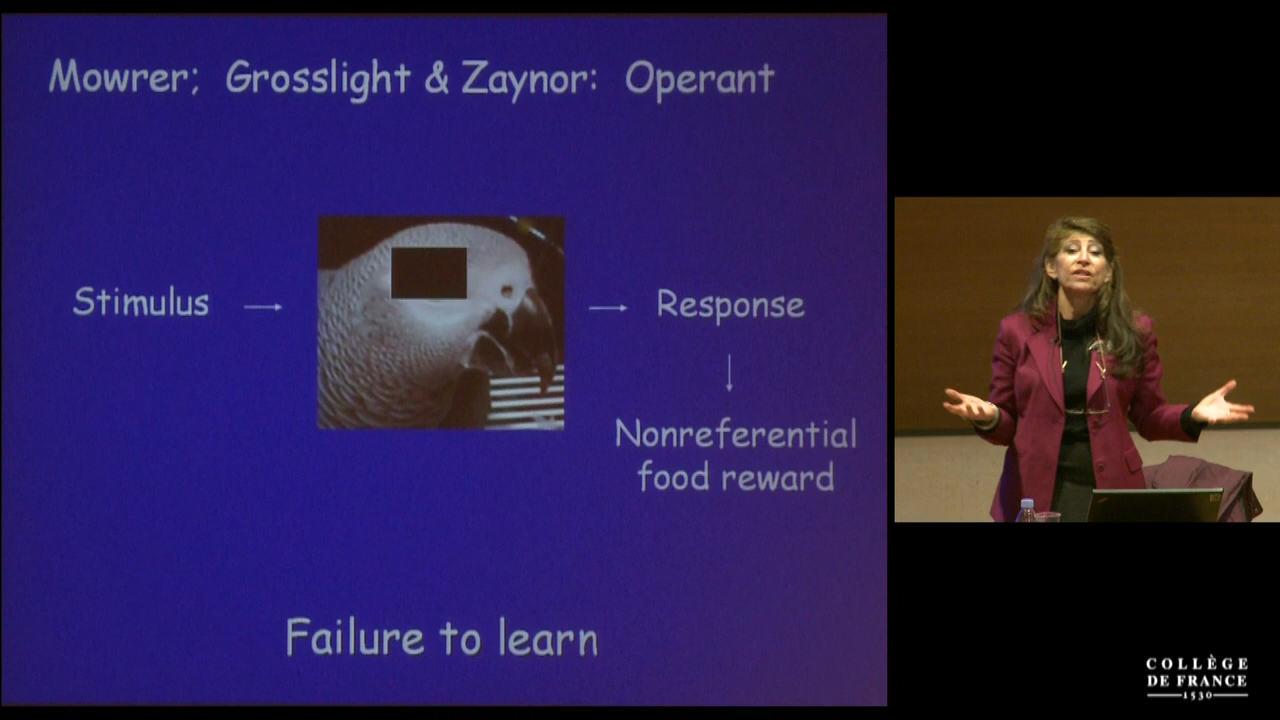 Mowrer; Grosslight & Zaynor: Operant
Stimulus
Response
Nonreferential
food reward
Failure to learn
COLLÈGE
DE FRANCE
1530